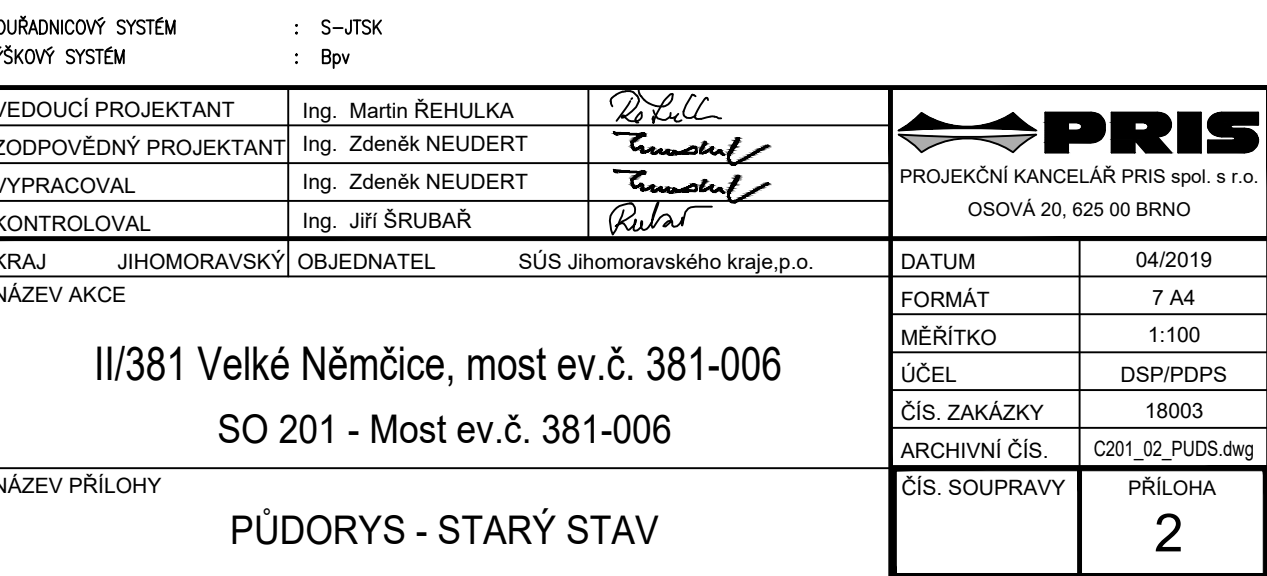 OUŘADNICOVÝ SYSTÉM : S-JTSK
ÝŠKOVÝ SYSTÉM : Bpv
VEDOUCÍ PROJEKTANT Ing. Martin ŘEHULKA
ZODPOVĚDNÝ PROJEKTANT Ing. Zdeněk NEUDERT
VYPRACOVAL Ing. Zdeněk NEUDERT
KONTROLOVAL Ing. Jiří ŠRUBAŘ
PRIS
PROJEKČNÍ KANCELÁŘ PRIS spol. s r.o.
OSOVÁ 20, 625 00 BRNO
KRAJ JIHOMORAVSKÝ OBJEDNATEL SÚS Jihomoravského kraje,p.o.
NÁZEV AKCE
II/381 Velké Němčice, most ev.č. 381-006
SO 201 - Most ev.č. 381-006
DATUM 04/2019
FORMÁT 7 A4
MĚŘÍTKO 1:100
ÚČEL DSP/PDPS
ČÍS. ZAKÁZKY 18003
ARCHIVNÍ ČÍS. C201_02_PUDS.dwg
NÁZEV PŘÍLOHY
PŮDORYS - STARÝ STAV
ČÍS. SOUPRAVY PŘÍLOHA
2